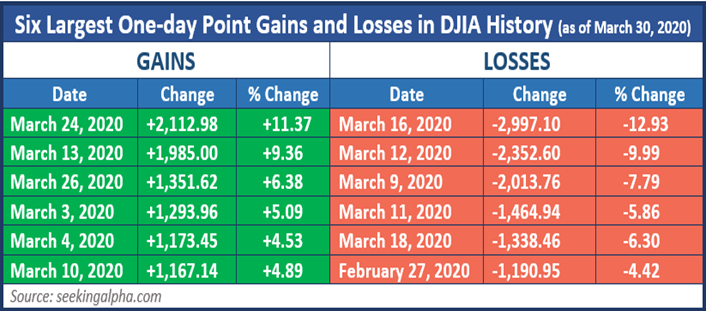 Six Largest One-day Point Gains and Losses in DJIA History (as of March 30, 2020)
GAINS LOSSES
Date Change % Change Date Change % Change
March 24, 2020 +2,112.98 +11.37 March 16, 2020 -2,997.10 -12.93
March 13, 2020 +1,985.00 +9.36 March 12, 2020 -2,352.60 -9.99
March 26, 2020 +1,351.62 +6.38 March 9, 2020 -2,013.76 -7.79
March 3, 2020 +1,293.96 +5.09 March 11, 2020 -1,464.94 -5.86
March 4, 2020 +1,173.45 +4.53 March 18, 2020 -1,338.46 -6.30
March 10, 2020 +1,167.14 +4.89 February 27, 2020 -1,190.95 -4.42
Source: seekingalpha.com